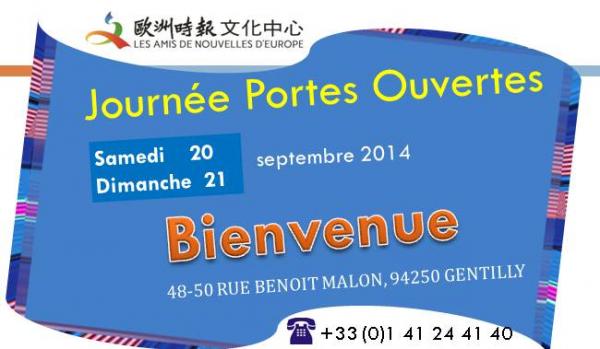 歐洲時報文化中心
LES AMIS DE NOUVELLES D'EUROPE
Journée Portes Ouvertes
Samedi 20
Dimanche 21
septembre 2014
Bienvenue
48-50 RUE BENOIT MALON, 94250 GENTILLY
+33 (0)1 41 24 41 40